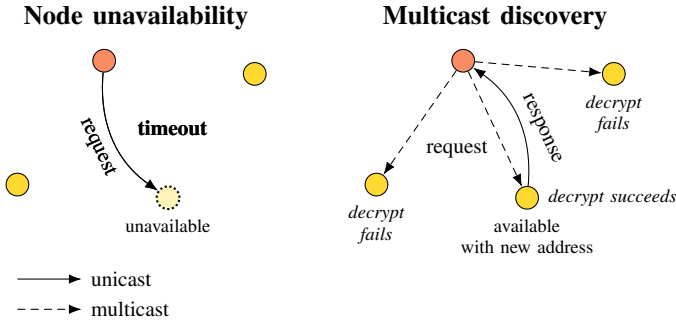 Node unavailability
request
timeout
unavailable
unicast
multicast
Multicast discovery
decrypt
fails
response
request
decrypt
fails
decrypt succeeds
available
with new address